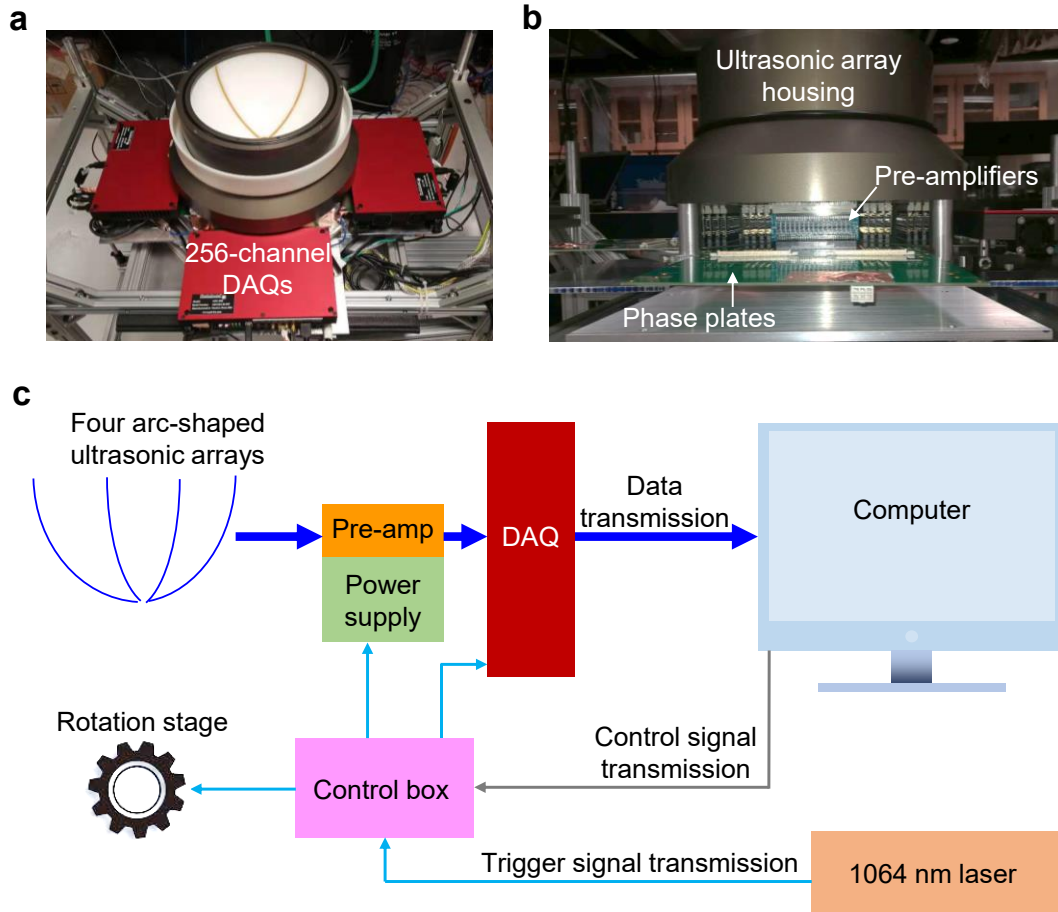 a
b
256-channel
DAQs
Ultrasonic array
housing
Pre-amplifiers
Phase plates
c
Four arc-shaped
ultrasonic arrays
Pre-amp
Power
supply
DAQ
Data
transmission
Computer
Rotation stage
Control box
Control signal
transmission
Trigger signal transmission
1064 nm laser